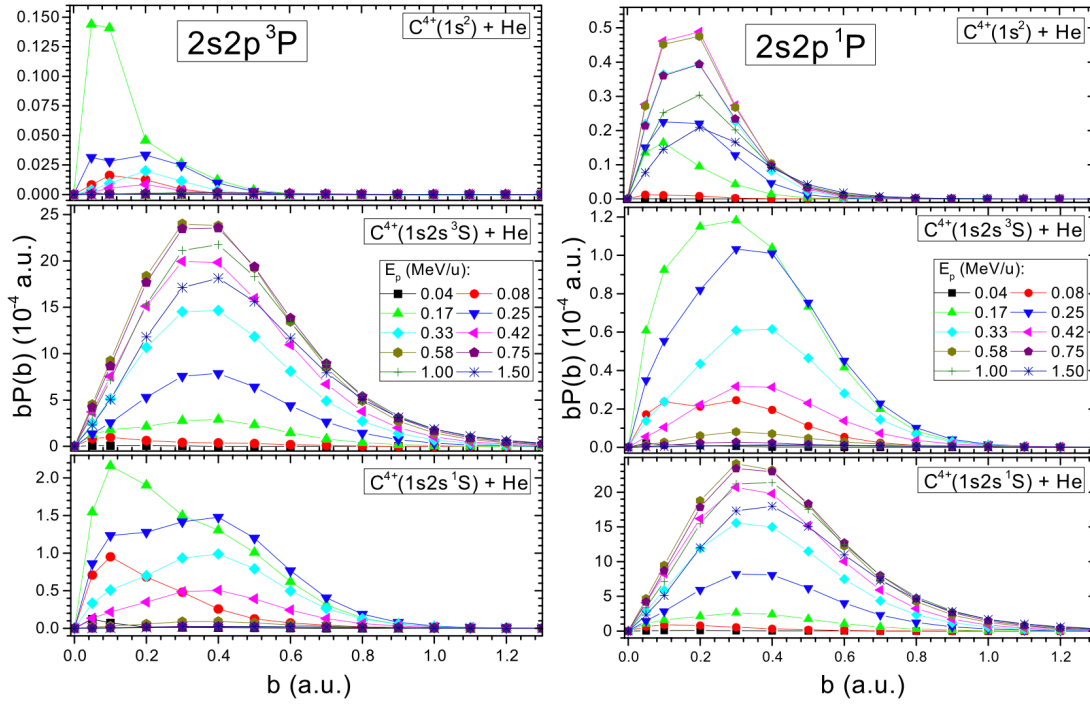 2s2p ³P
C⁴⁺(1s²) + He
0.150
0.125
0.100
0.075
0.050
0.025
0.000
C⁴⁺(1s2s ³S) + He
25
20
15
10
5
0
E_p (MeV/u):
0.04 0.08
0.17 0.25
0.33 0.42
0.58 0.75
1.00 1.50
bP(b) (10⁻⁴ a.u.)
C⁴⁺(1s2s ¹S) + He
2.0
1.5
1.0
0.5
0.0
0.0 0.2 0.4 0.6 0.8 1.0 1.2
b (a.u.)
2s2p ¹P
C⁴⁺(1s²) + He
0.5
0.4
0.3
0.2
0.1
0.0
C⁴⁺(1s2s ³S) + He
1.2
1.0
0.8
0.6
0.4
0.2
0.0
E_p (MeV/u):
0.04 0.08
0.17 0.25
0.33 0.42
0.58 0.75
1.00 1.50
bP(b) (10⁻⁴ a.u.)
C⁴⁺(1s2s ¹S) + He
20
15
10
5
0
0.0 0.2 0.4 0.6 0.8 1.0 1.2
b (a.u.)